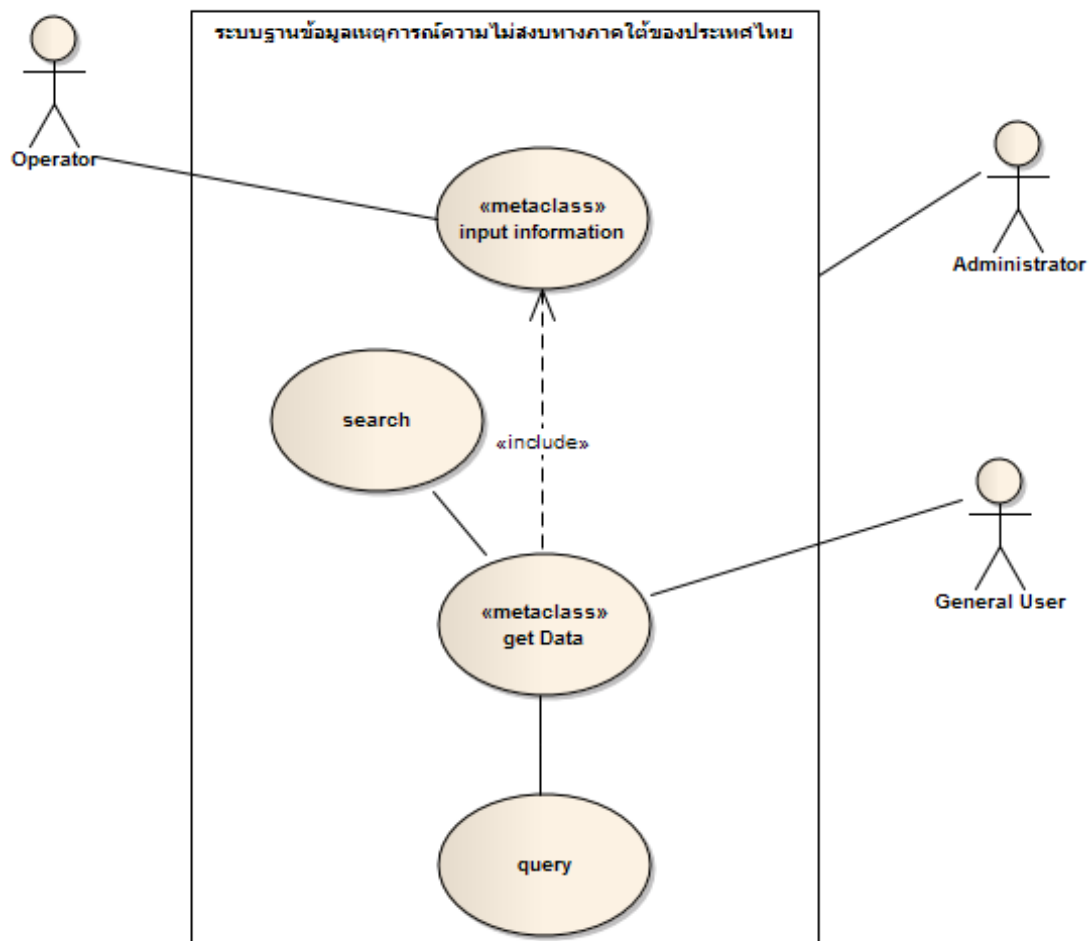 ระบบฐานข้อมูลเหตุการณ์ความไม่สงบทางภาคใต้ของประเทศไทย
Operator
«metaclass»
input information
Administrator
search
«include»
«metaclass»
get Data
General User
query